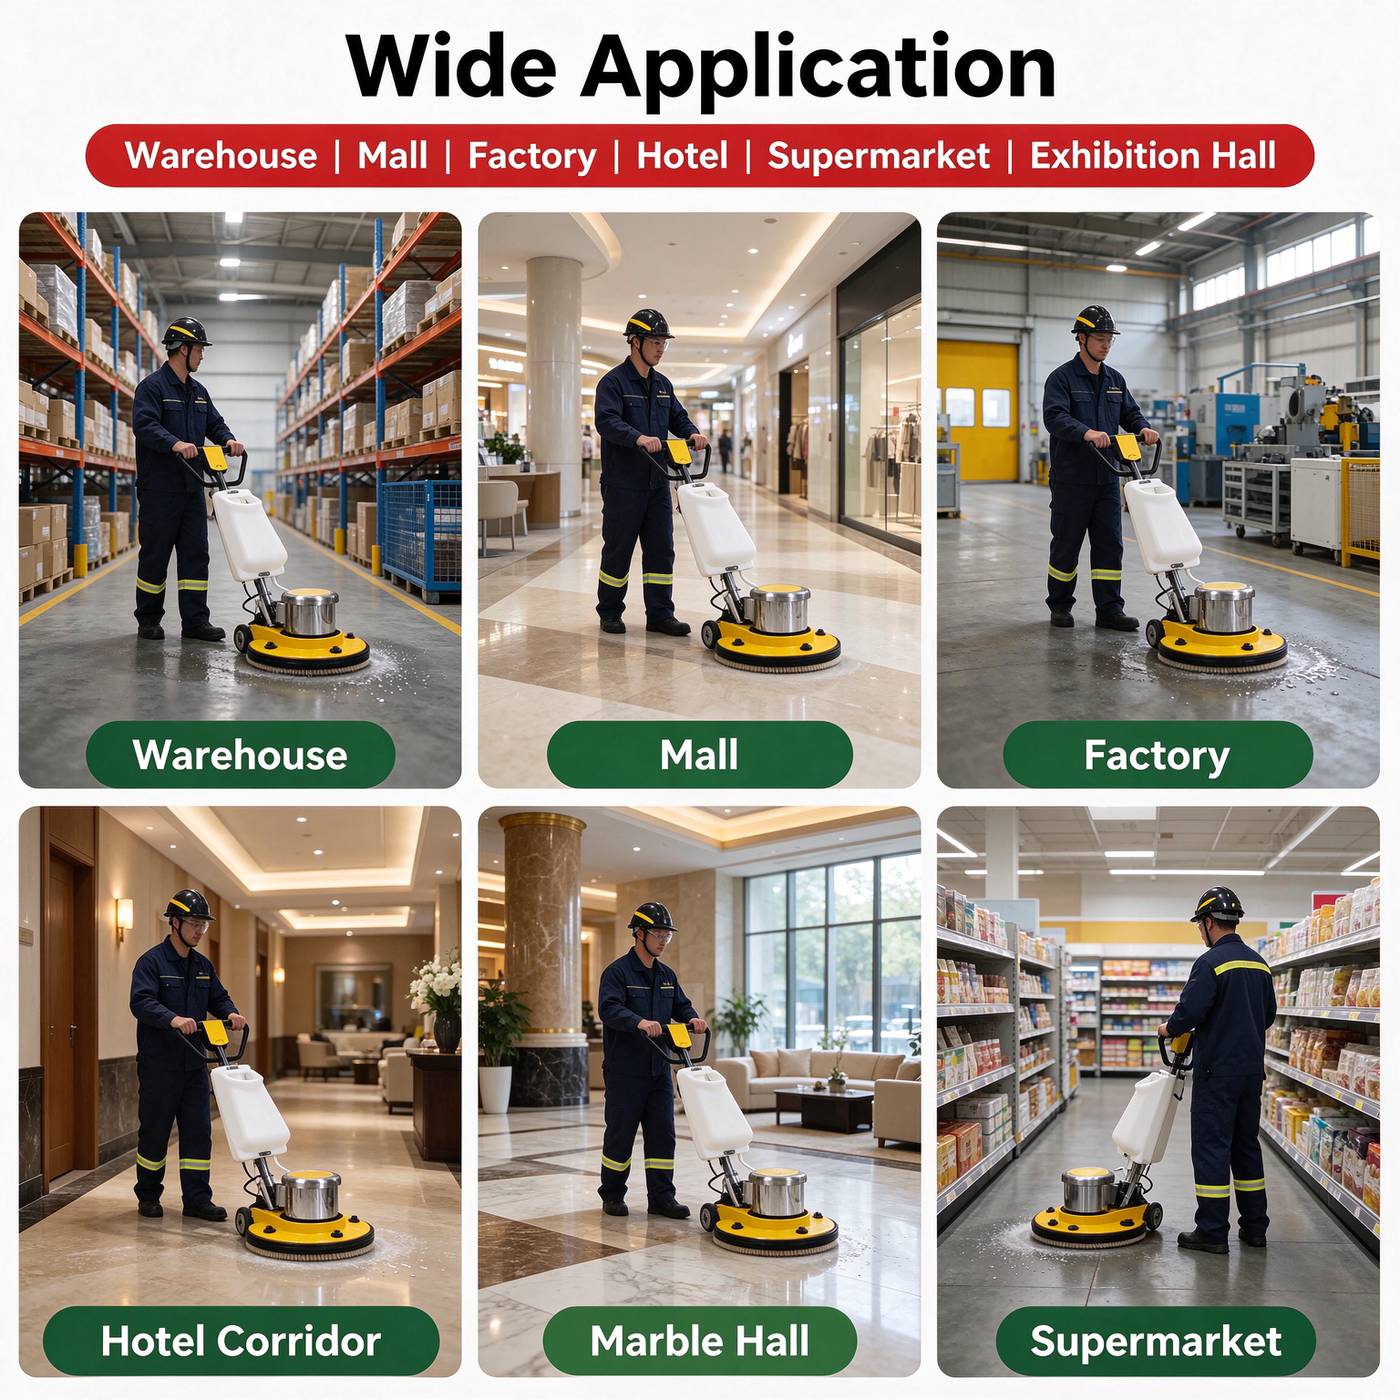 Wide Application
Warehouse | Mall | Factory | Hotel | Supermarket | Exhibition Hall
Warehouse
Mall
Factory
Hotel Corridor
Marble Hall
Supermarket